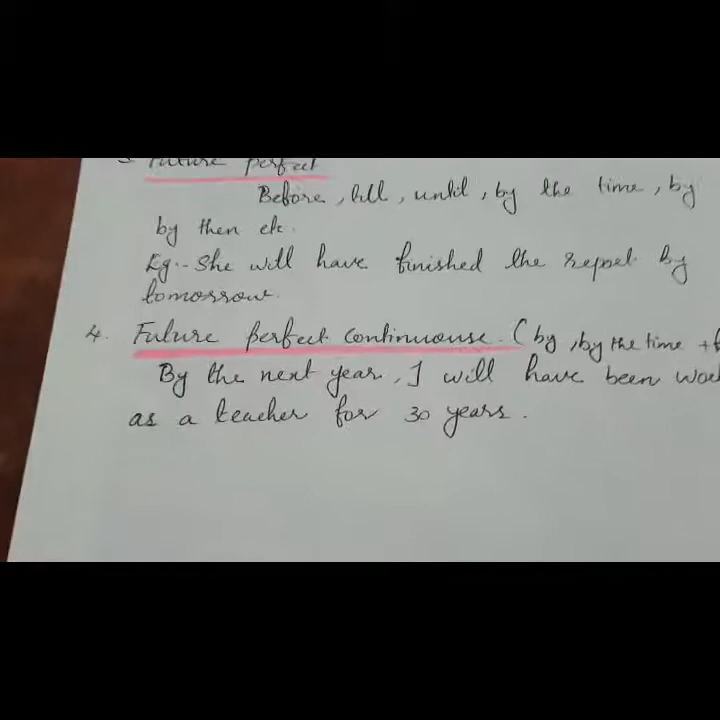 Future perfect
Before, till, until, by the time, by
by then etc.
Eg:- She will have finished the by
tomorrow.
4. Future perfect continuouse. (by, by the time +
By the next year, I will have been
as a teacher for 30 years.